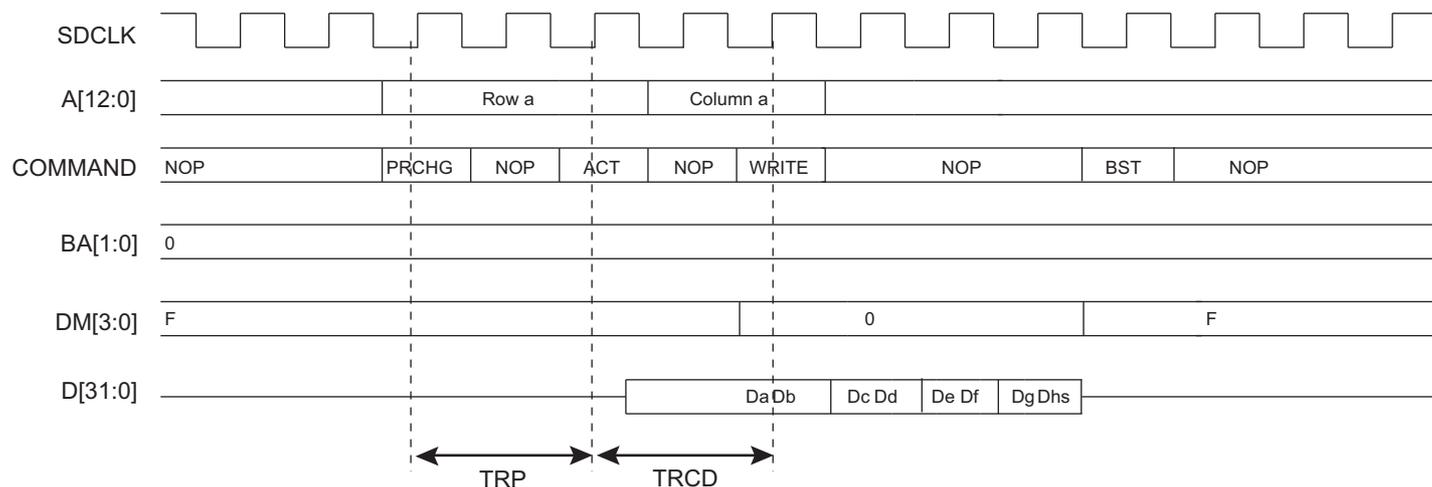 SDCLK
A[12:0] Row a Column a
COMMAND NOP PRCHG NOP ACT NOP WRITE NOP BST NOP
BA[1:0] 0
DM[3:0] F 0 F
D[31:0] Da Db Dc Dd De Df Dg Dhs
TRP TRCD